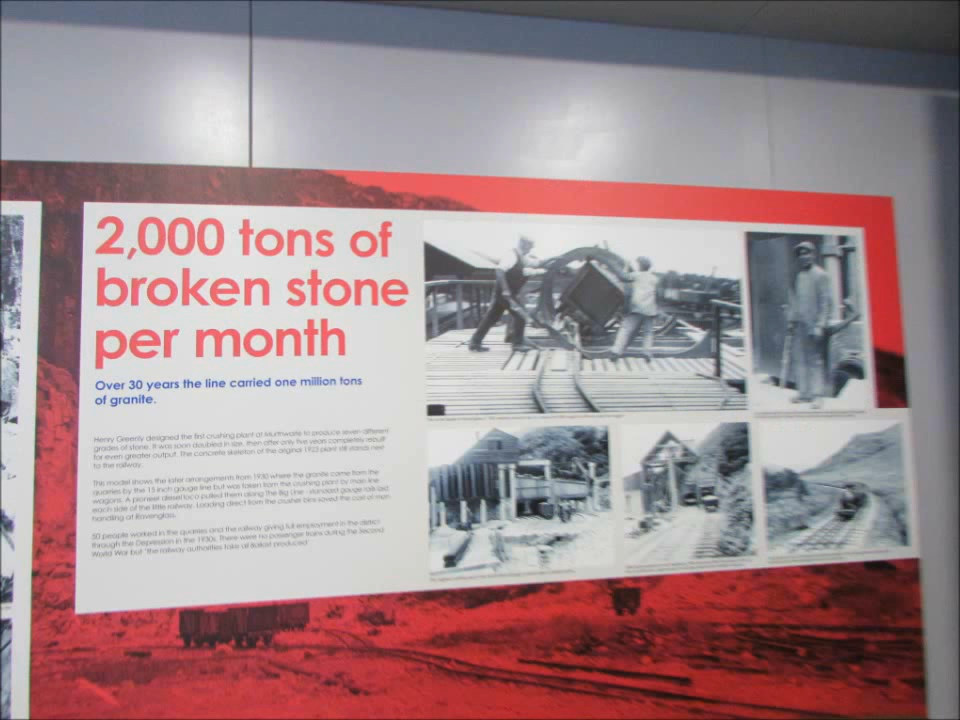 2,000 tons of
broken stone
per month
Over 30 years the line carried one million tons
of granite.
Henry Greenly designed the first crushing plant at Murthwaite to produce seven different
grades of stone. It was soon doubled in size, then after only five years completely rebuilt
for even greater output. The concrete skeleton of the original 1923 plant still stands next
to the railway.
The model shows the later arrangements from 1930 where the granite came from the
quarries by the 15 inch gauge line but was taken from the crushing plant by main line
wagons. A pioneer diesel loco pulled them along the Big Line - standard gauge rails laid
each side of the little railway. Loading direct from the crusher bins saved the cost of man-
handling at Ravenglass.
50 people worked in the quarries and the railway giving full employment in the district
through the Depression in the 1930s. There were no passenger trains during the Second
World War but "the railway authorities take all ballast produced"